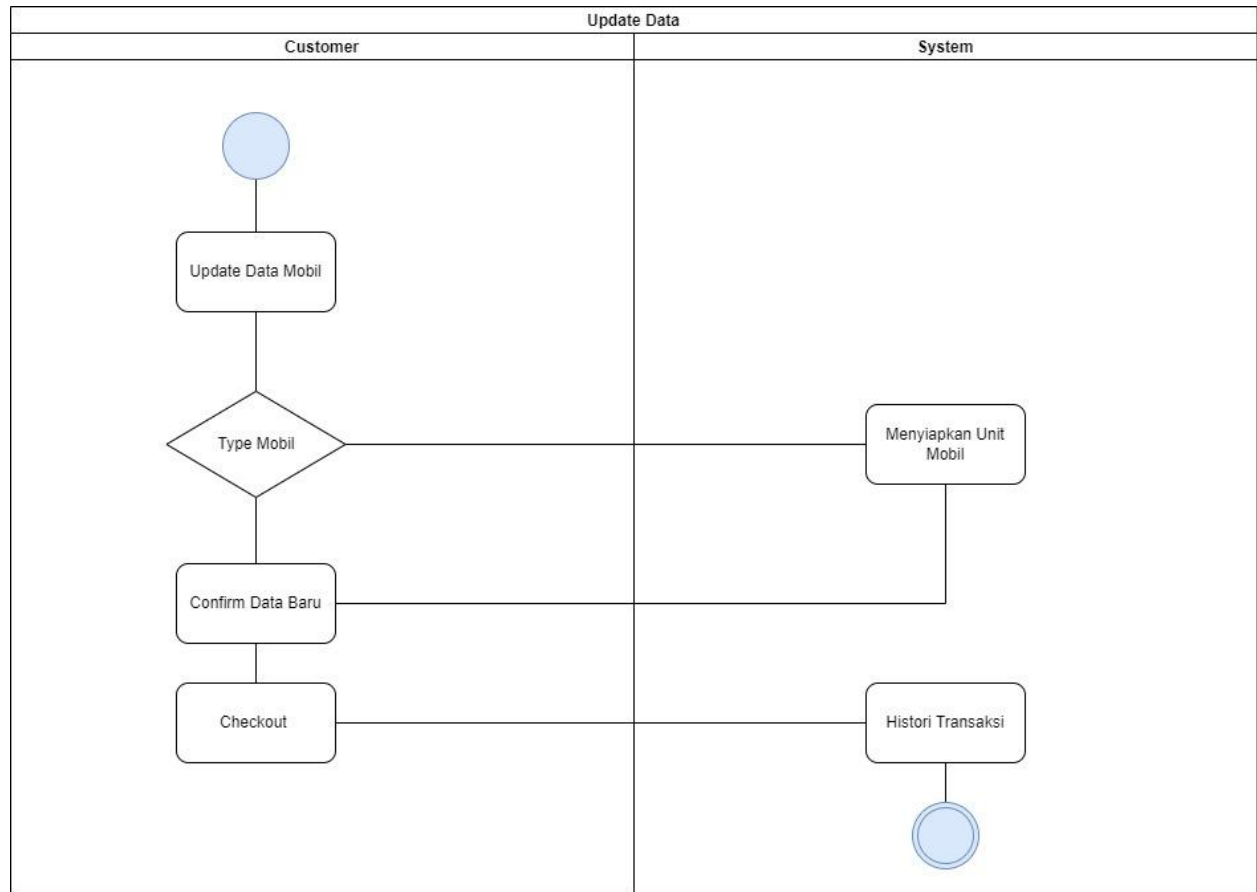 Update Data
Customer
System
Update Data Mobil
Type Mobil
Menyiapkan Unit
Mobil
Confirm Data Baru
Checkout
Histori Transaksi